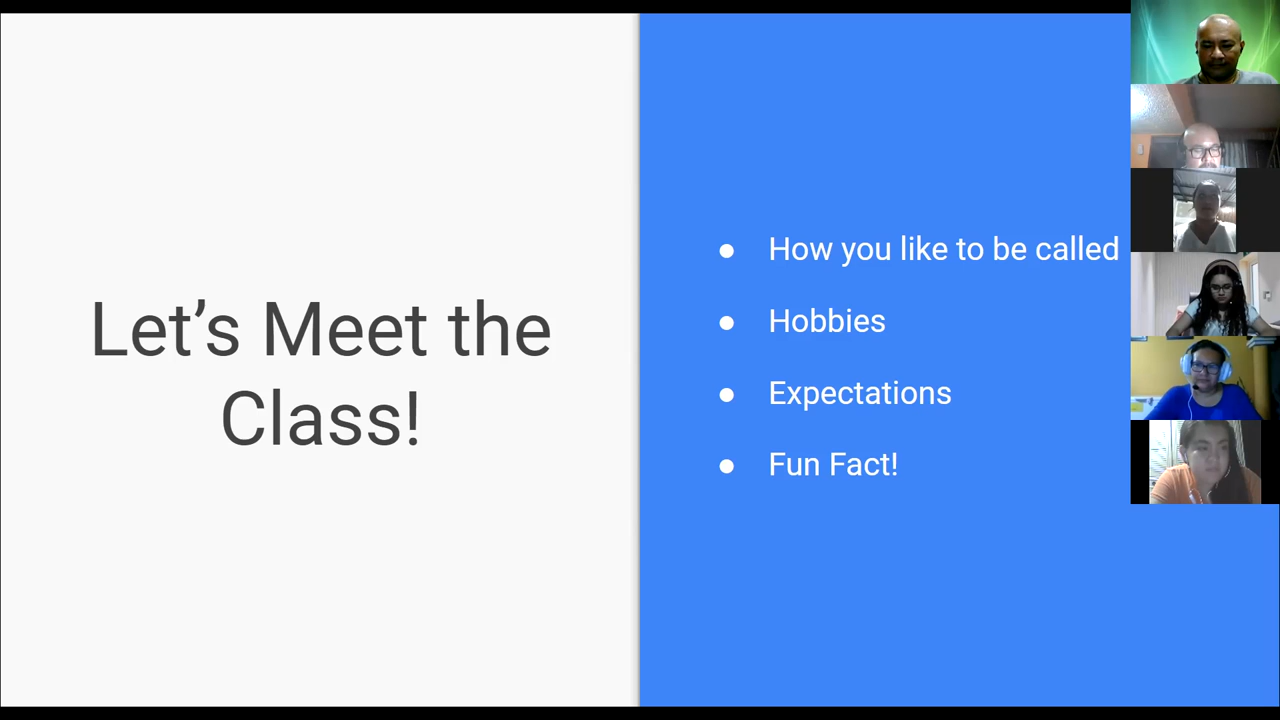 Let’s Meet the
Class!
● How you like to be called
● Hobbies
● Expectations
● Fun Fact!